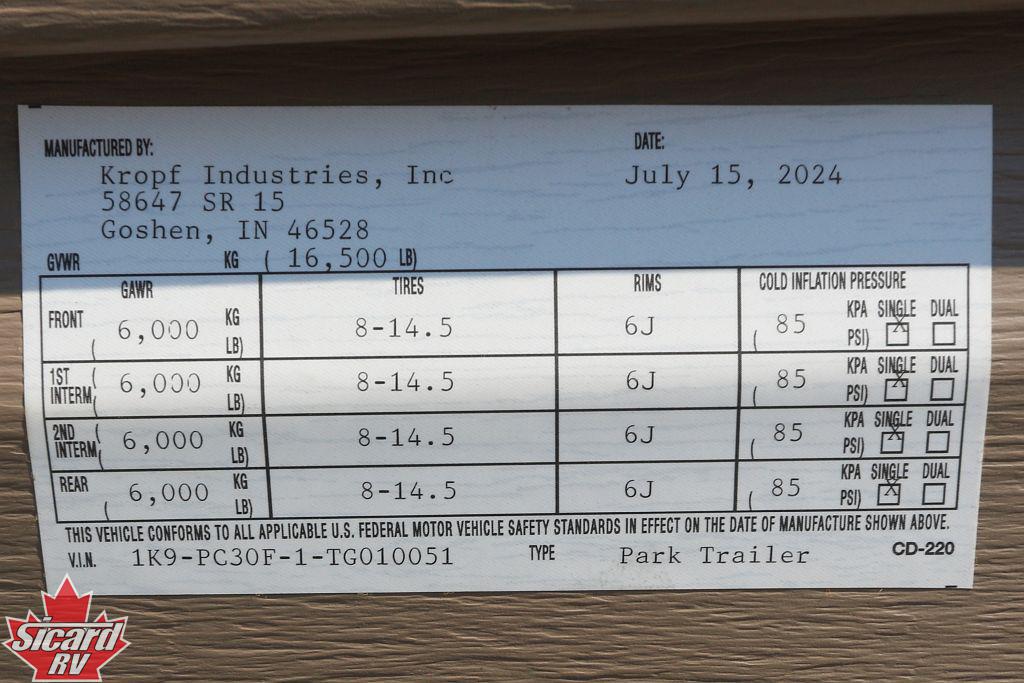 MANUFACTURED BY: DATE:
Kropf Industries, Inc July 15, 2024
58647 SR 15
Goshen, IN 46528
GVWR KG ( 16,500 LB)
GAWR TIRES RIMS COLD INFLATION PRESSURE
FRONT ( 6,000 KG LB) 8-14.5 6J ( 85 KPA PSI) SINGLE X DUAL
1ST INTERM ( ( 6,000 KG LB) 8-14.5 6J ( 85 KPA PSI) SINGLE X DUAL
2ND INTERM ( ( 6,000 KG LB) 8-14.5 6J ( 85 KPA PSI) SINGLE X DUAL
REAR ( 6,000 KG LB) 8-14.5 6J ( 85 KPA PSI) SINGLE X DUAL
THIS VEHICLE CONFORMS TO ALL APPLICABLE U.S. FEDERAL MOTOR VEHICLE SAFETY STANDARDS IN EFFECT ON THE DATE OF MANUFACTURE SHOWN ABOVE.
V.I.N. 1K9-PC30F-1-TG010051 TYPE Park Trailer CD-220
Sicard
RV